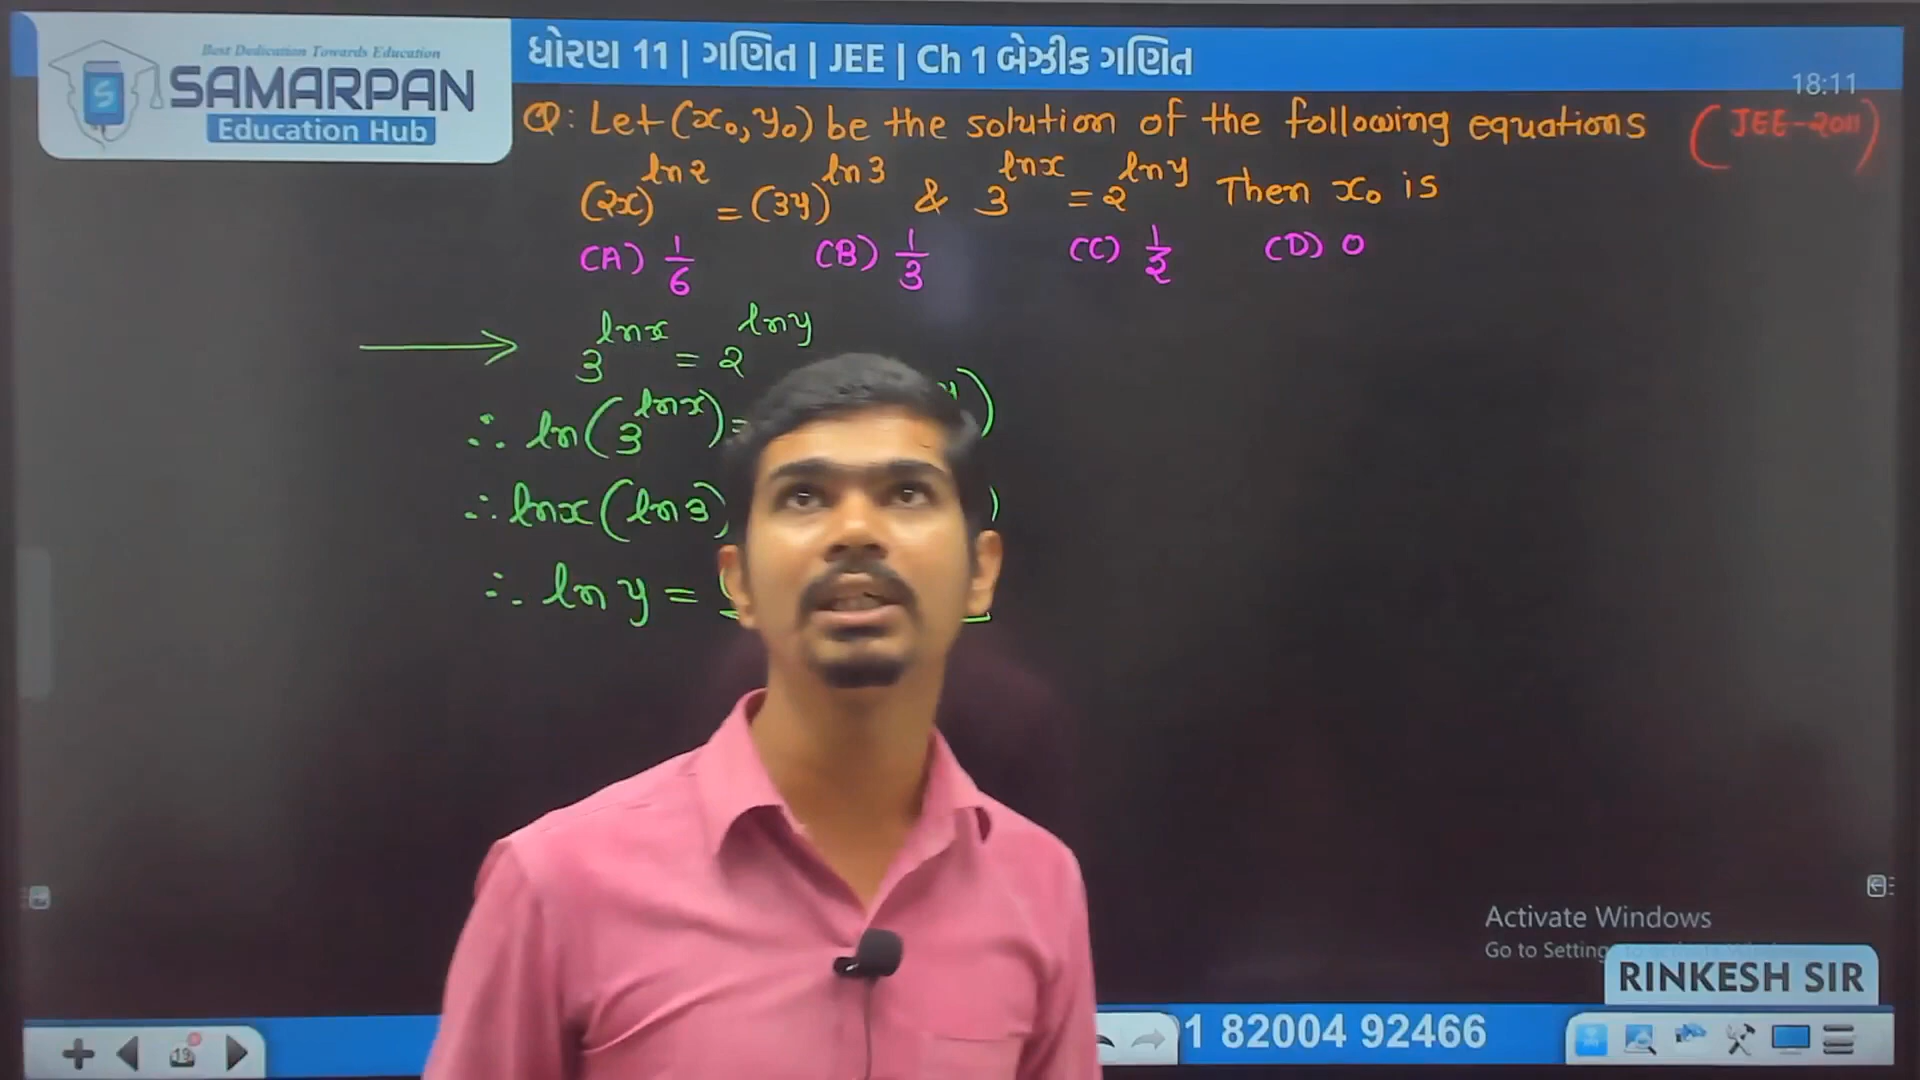 Best Dedication Towards Education
SAMARPAN
Education Hub
ધોરણ 11 | ગણિત | JEE | Ch 1 બેઝીક ગણિત
18:11
Q: Let (x₀, y₀) be the solution of the following equations (JEE-2011)
(2x)^ln2 = (3y)^ln3 & 3^lnx = 2^lny Then x₀ is
(A) 1/6 (B) 1/3 (C) 1/2 (D) 0
3^lnx = 2^lny
∴ ln(3^lnx) =
∴ lnx(ln3)
∴ ln y =
Activate Windows
Go to Setting
RINKESH SIR
1 82004 92466
19